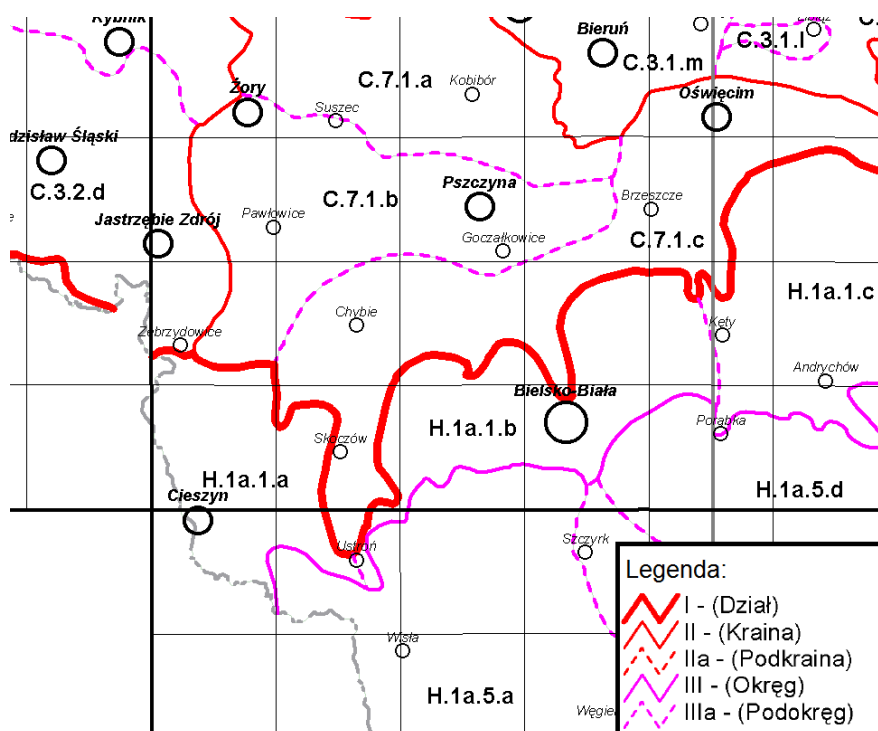 Rybnik
Bieruń
C.3.1.l
C.3.1.m
C.7.1.a
Kobibór
Żory
Suszec
Oświęcim
dzisław Śląski
C.3.2.d
C.7.1.b
Pszczyna
Brzeszcze
Jastrzębie Zdrój
Pawłowice
Goczałkowice
C.7.1.c
H.1a.1.c
Chybie
Zebrzydowice
Kęty
Andrychów
Bielsko-Biała
H.1a.1.b
Porąbka
Skoczów
H.1a.1.a
H.1a.5.d
Cieszyn
Ustroń
Szczyrk
Wisła
H.1a.5.a
Węgie
Legenda:
I - (Dział)
II - (Kraina)
IIa - (Podkraina)
III - (Okręg)
IIIa - (Podokręg)